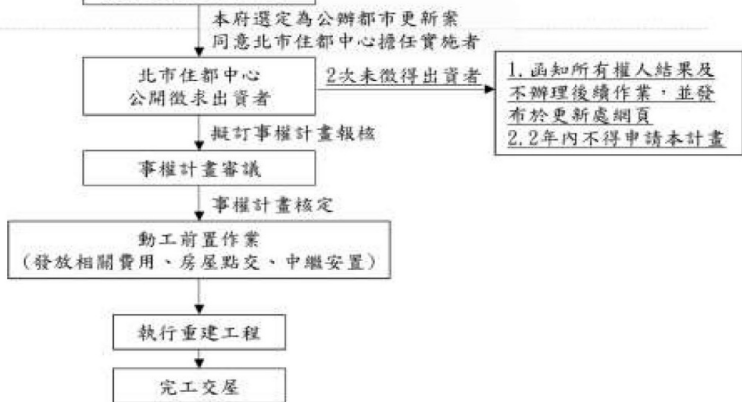 本府選定為公辦都市更新案
同意北市住都中心擔任實施者
北市住都中心
公開徵求出資者
2次未徵得出資者
1.函知所有權人結果及
不辦理後續作業，並發
布於更新處網頁
2.2年內不得申請本計畫
擬訂事權計畫報核
事權計畫審議
事權計畫核定
動工前置作業
(發放相關費用、房屋點交、中繼安置)
執行重建工程
完工交屋